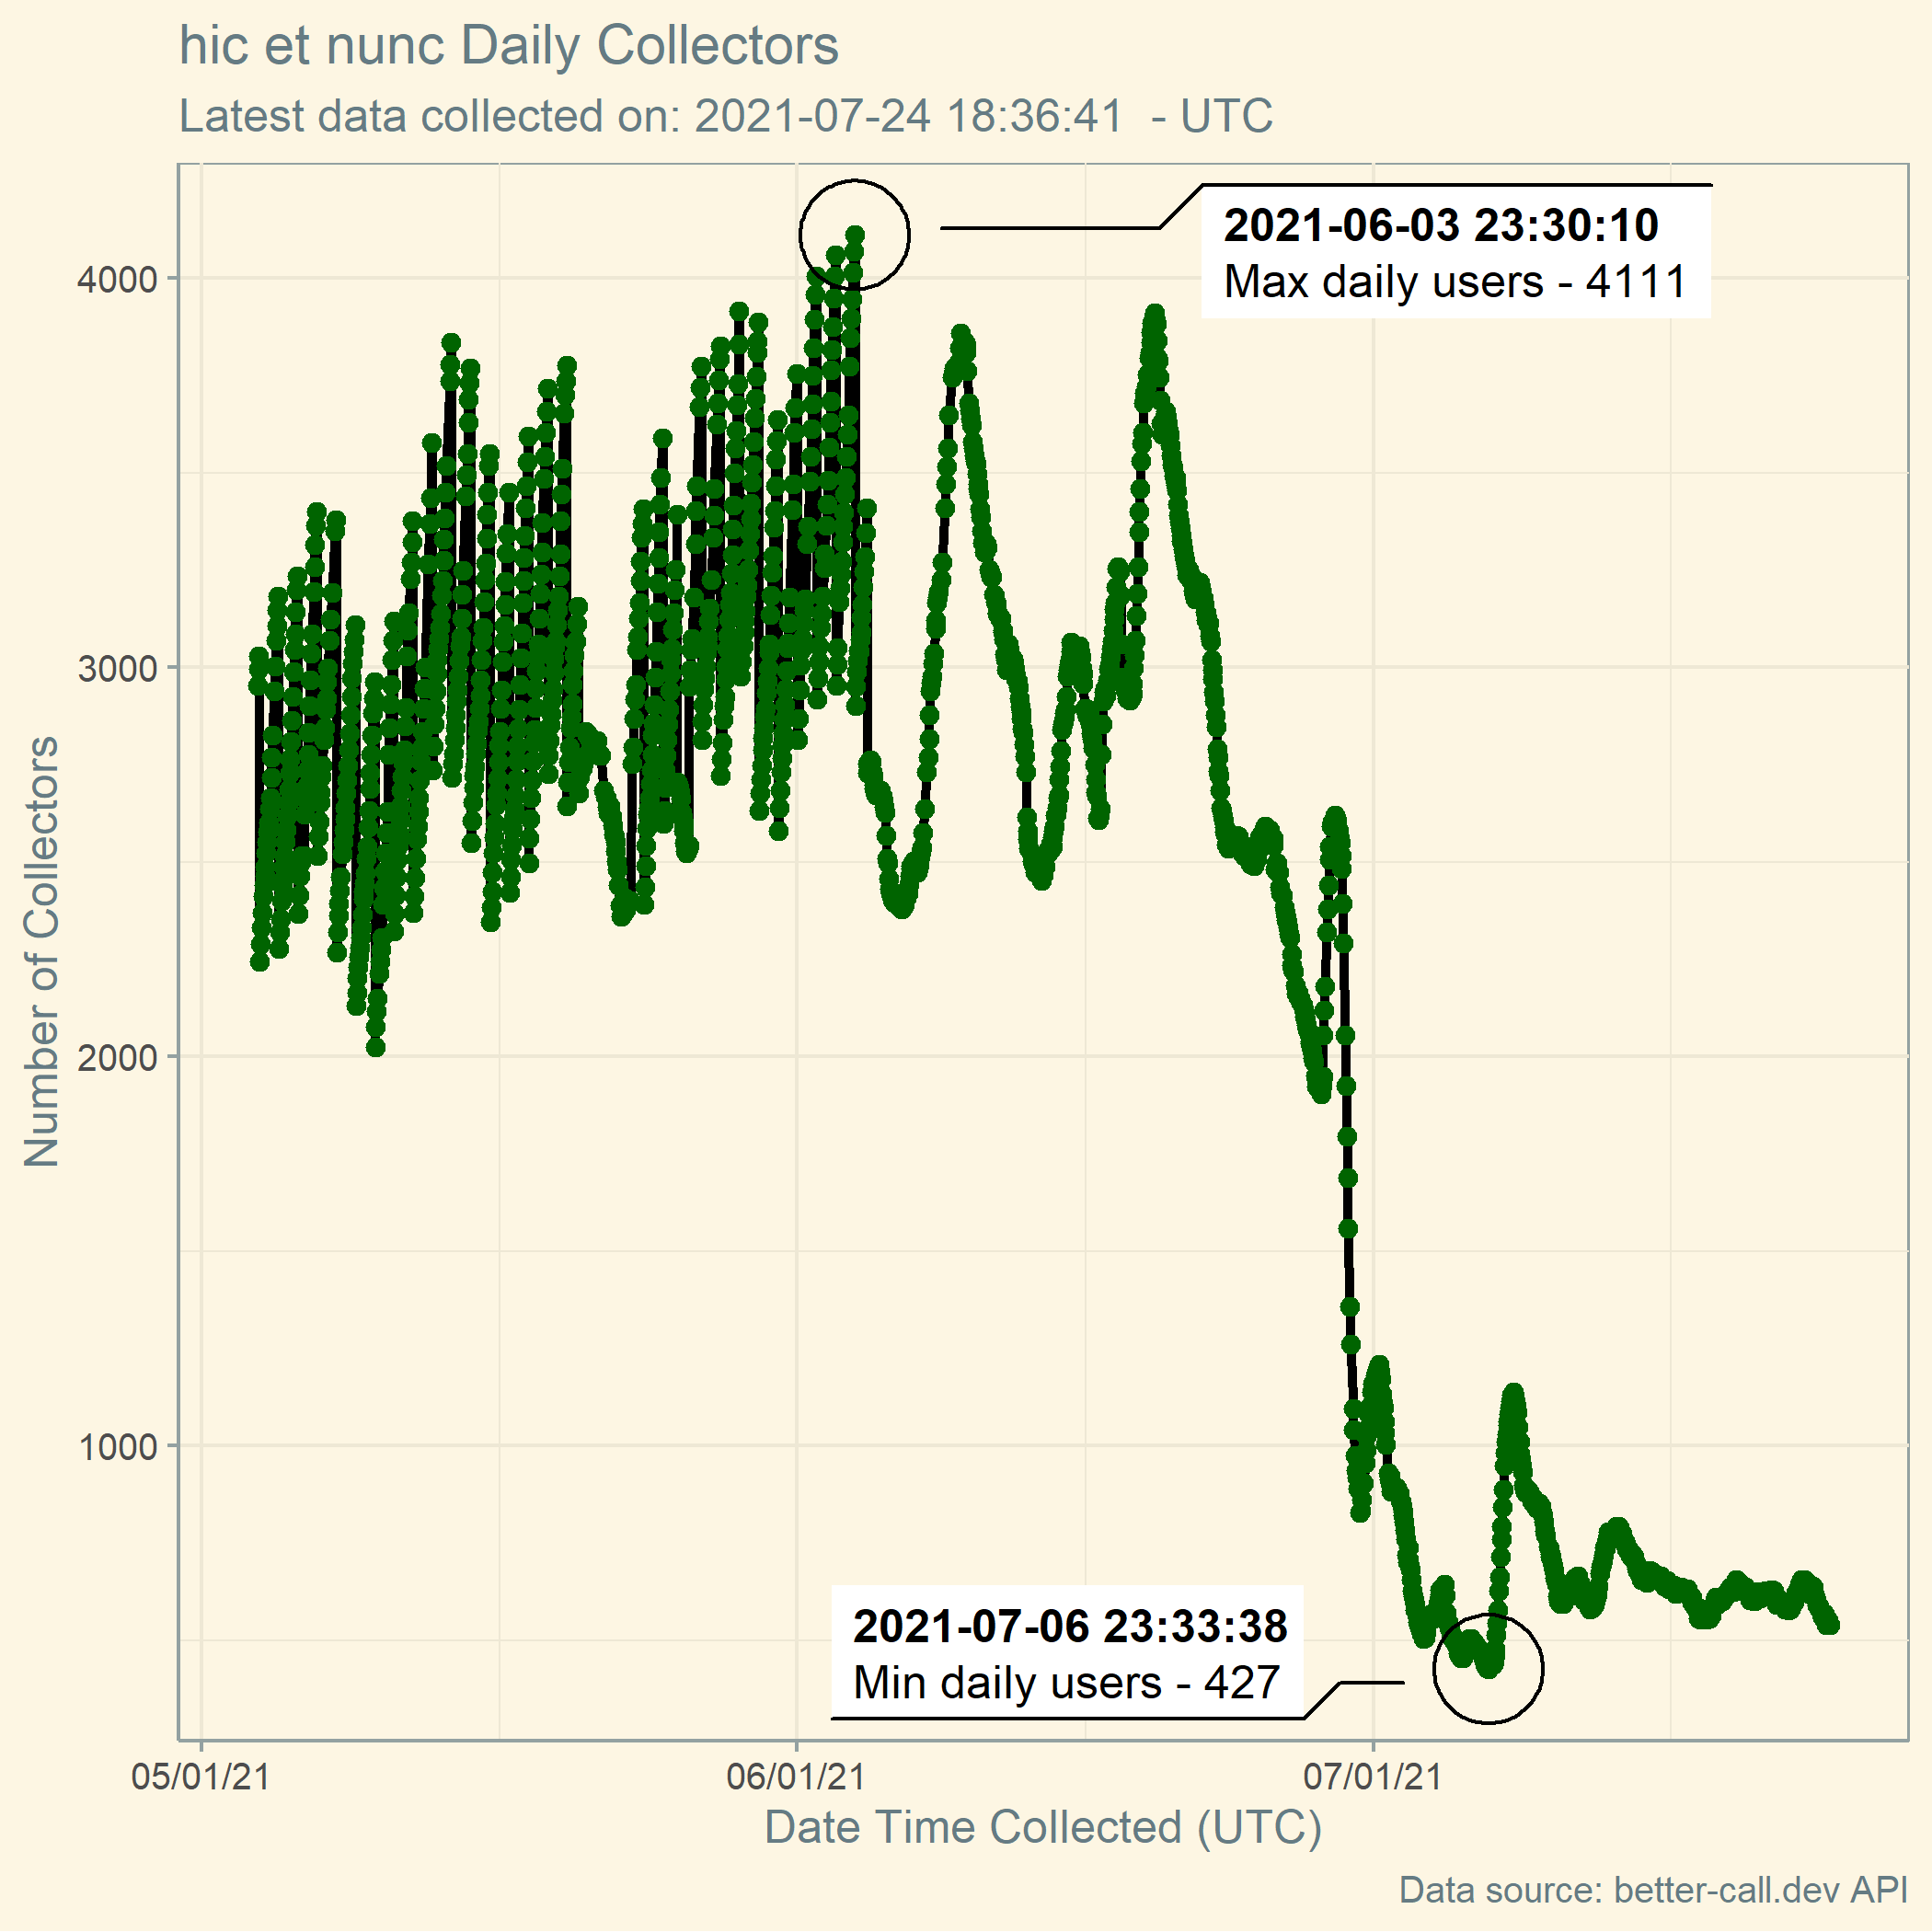 hic et nunc Daily Collectors
Latest data collected on: 2021-07-24 18:36:41  - UTC
2021-06-03 23:30:10
Max daily users - 4111
4000
3000
2000
1000
Number of Collectors
2021-07-06 23:33:38
Min daily users - 427
05/01/21
06/01/21
07/01/21
Date Time Collected (UTC)
Data source: better-call.dev API